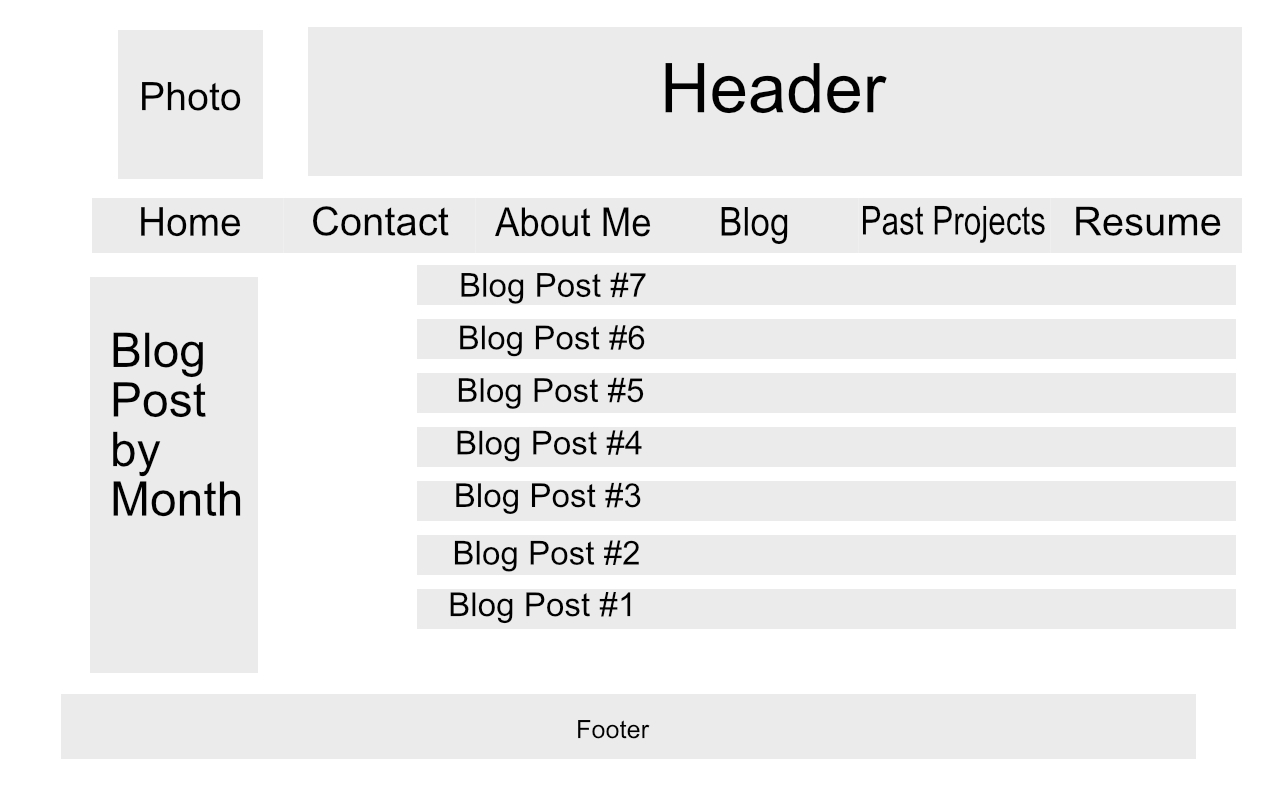 Photo
Header
Home
Contact
About Me
Blog
Past Projects
Resume
Blog
Post
by
Month
Blog Post #7
Blog Post #6
Blog Post #5
Blog Post #4
Blog Post #3
Blog Post #2
Blog Post #1
Footer